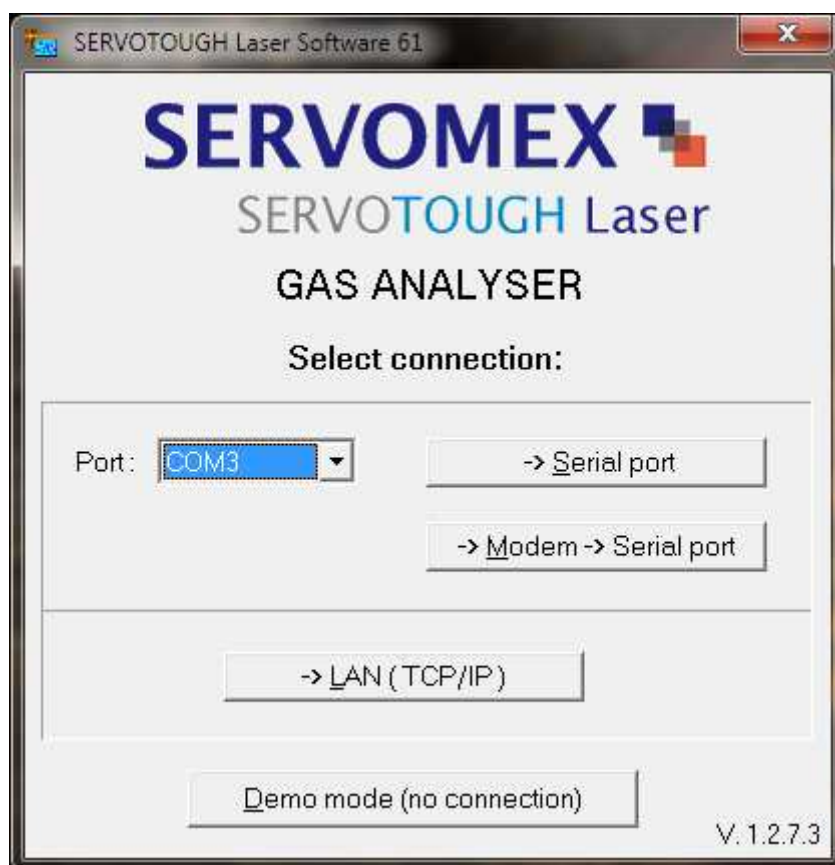 SERVOTOUGH Laser Software 61
SERVOMEX
SERVOTOUGH Laser
GAS ANALYSER
Select connection:
Port: COM3 -> Serial port
-> Modem -> Serial port
-> LAN ( TCP/IP )
Demo mode (no connection)
V. 1.2.7.3